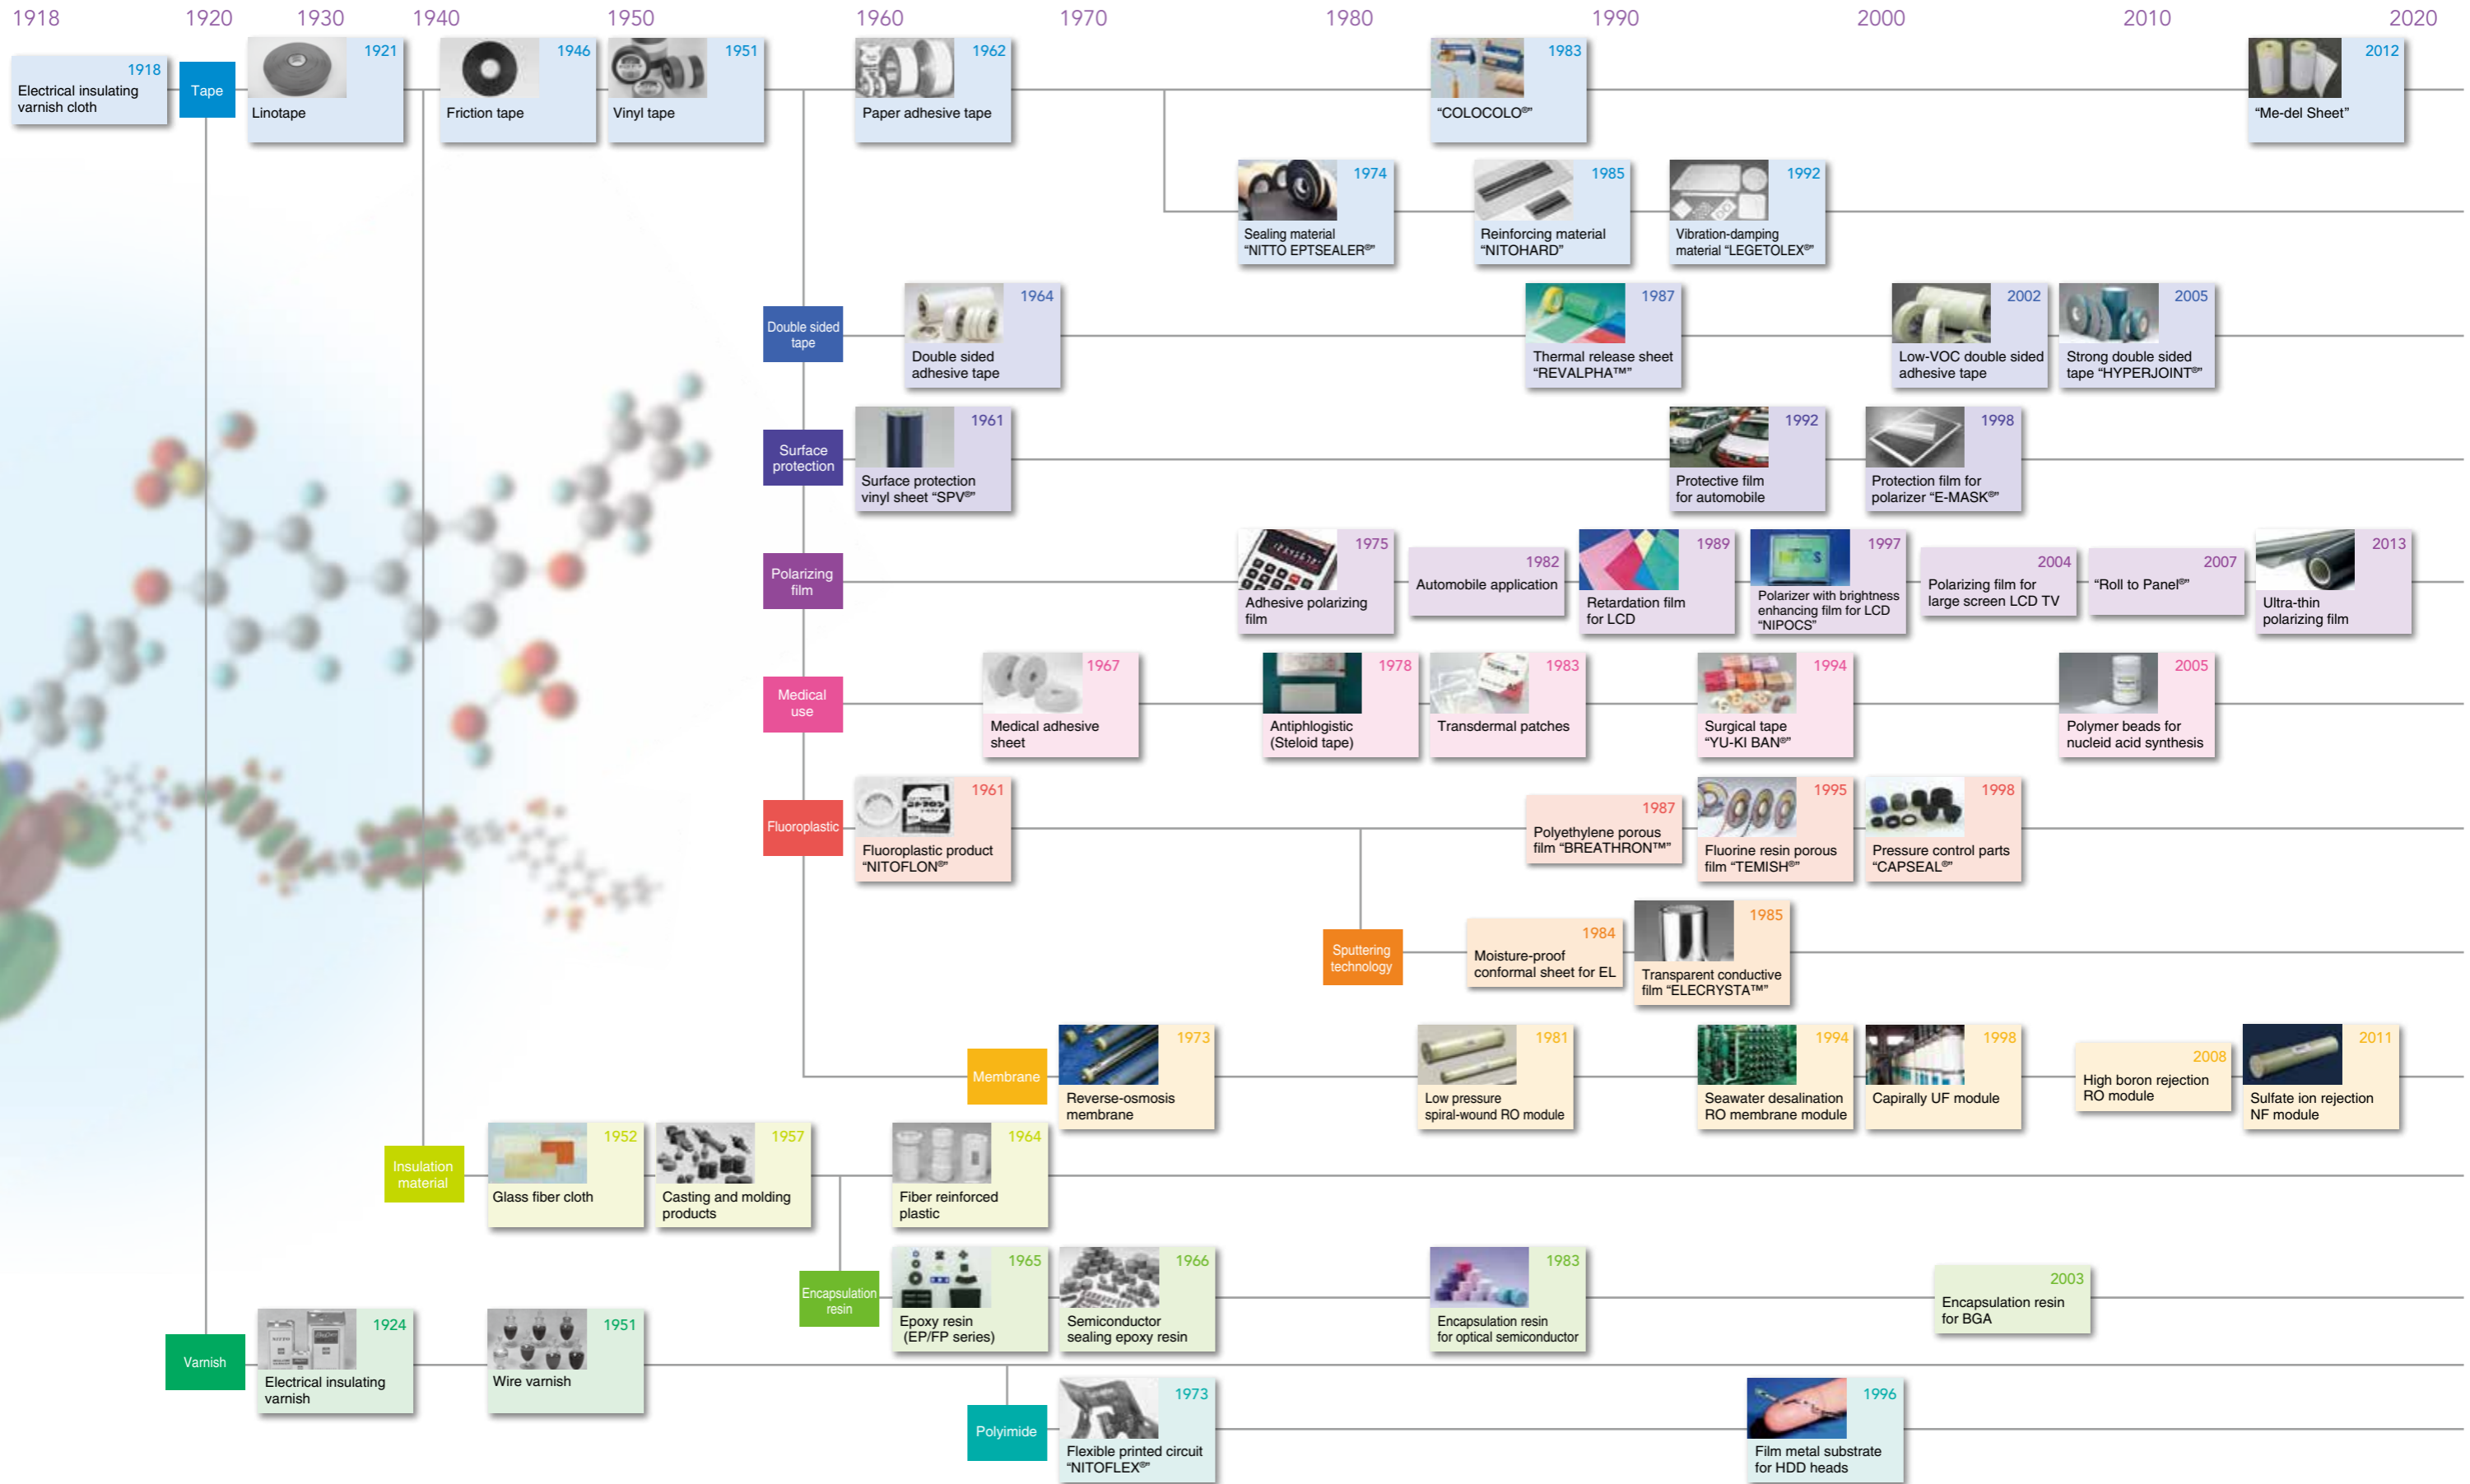 1918 1920 1930 1940 1950 1960 1970 1980 1990 2000 2010 2020
1918
Electrical insulating
varnish cloth
Tape
1921
Linotape
1946
Friction tape
1951
Vinyl tape
1962
Paper adhesive tape
1983
“COLOCOLO®”
2012
“Me-del Sheet”
1974
Sealing material
“NITTO EPTSEALER®”
1985
Reinforcing material
“NITOHARD”
1992
Vibration-damping
material “LEGETOLEX®”
Double sided
tape
1964
Double sided
adhesive tape
1987
Thermal release sheet
“REVALPHA™”
2002
Low-VOC double sided
adhesive tape
2005
Strong double sided
tape “HYPERJOINT®”
Surface
protection
1961
Surface protection
vinyl sheet “SPV®”
1992
Protective film
for automobile
1998
Protection film for
polarizer “E-MASK®”
Polarizing
film
1975
Adhesive polarizing
film
1982
Automobile application
1989
Retardation film
for LCD
1997
Polarizer with brightness
enhancing film for LCD
“NIPOCS”
2004
Polarizing film for
large screen LCD TV
2007
“Roll to Panel®”
2013
Ultra-thin
polarizing film
Medical
use
1967
Medical adhesive
sheet
1978
Antiphlogistic
(Steloid tape)
1983
Transdermal patches
1994
Surgical tape
“YU-KI BAN®”
2005
Polymer beads for
nucleid acid synthesis
Fluoroplastic
1961
Fluoroplastic product
“NITOFLON®”
1987
Polyethylene porous
film “BREATHRON™”
1995
Fluorine resin porous
film “TEMISH®”
1998
Pressure control parts
“CAPSEAL®”
Sputtering
technology
1984
Moisture-proof
conformal sheet for EL
1985
Transparent conductive
film “ELECRYSTA™”
Membrane
1973
Reverse-osmosis
membrane
1981
Low pressure
spiral-wound RO module
1994
Seawater desalination
RO membrane module
1998
Capirally UF module
2008
High boron rejection
RO module
2011
Sulfate ion rejection
NF module
Insulation
material
1952
Glass fiber cloth
1957
Casting and molding
products
1964
Fiber reinforced
plastic
Encapsulation
resin
1965
Epoxy resin
(EP/FP series)
1966
Semiconductor
sealing epoxy resin
1983
Encapsulation resin
for optical semiconductor
2003
Encapsulation resin
for BGA
Varnish
1924
Electrical insulating
varnish
1951
Wire varnish
Polyimide
1973
Flexible printed circuit
“NITOFLEX®”
1996
Film metal substrate
for HDD heads